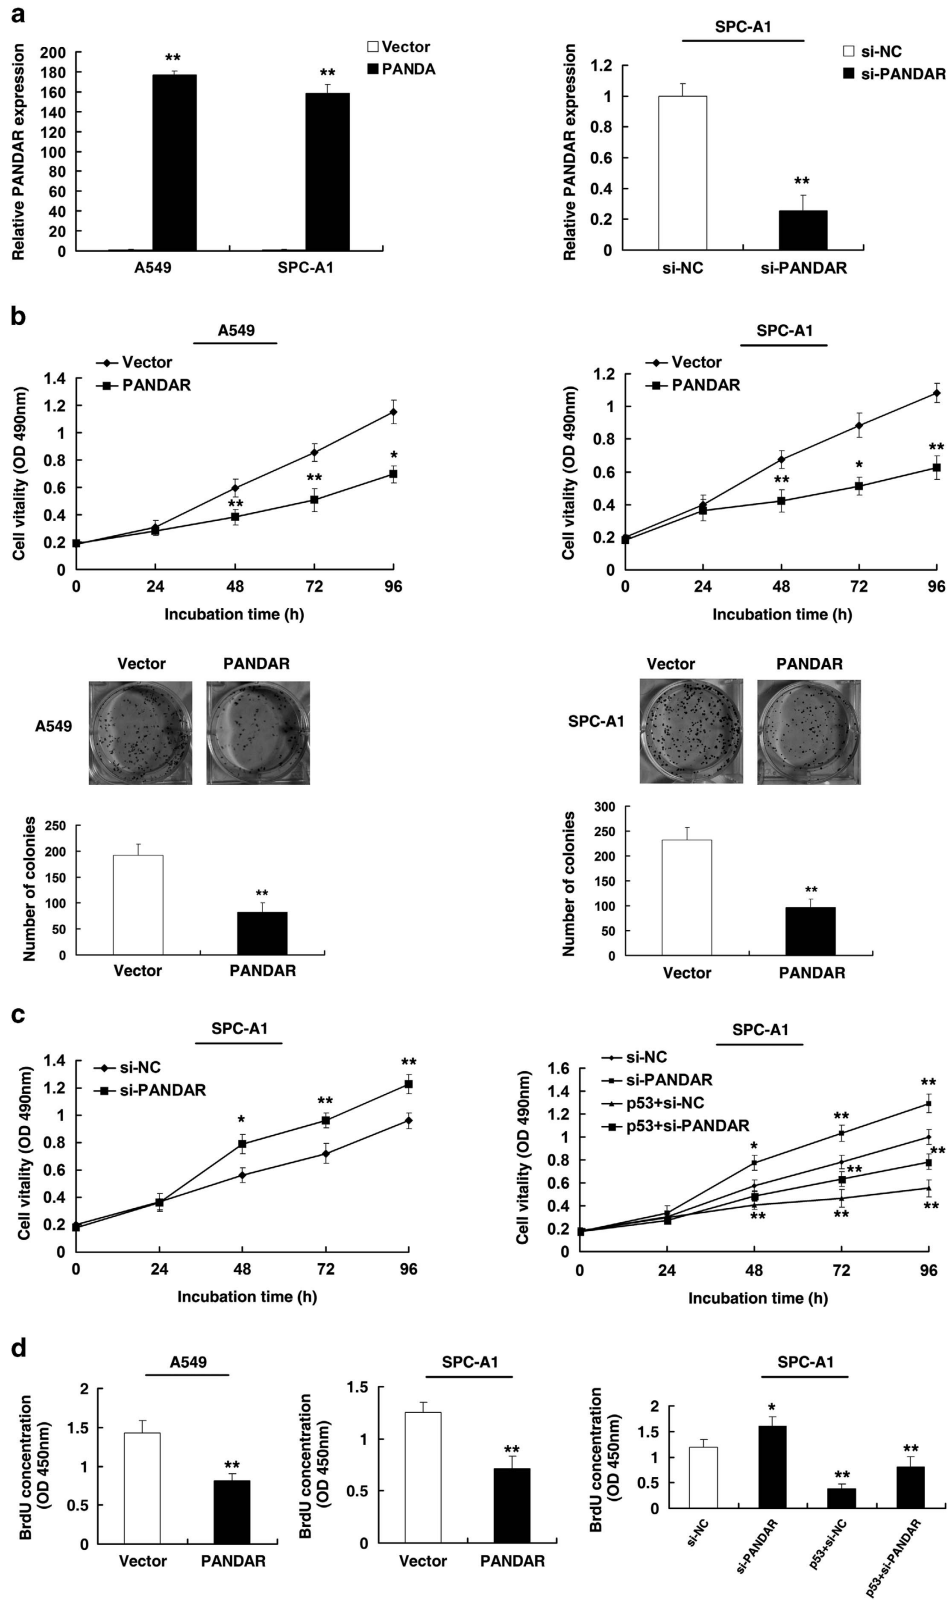 a
Relative PANDAR expression
200
180
160
140
120
100
80
60
40
20
0
**
**
Vector
PANDA
A549
SPC-A1
SPC-A1
Relative PANDAR expression
1.2
1
0.8
0.6
0.4
0.2
0
**
si-NC
si-PANDAR
si-NC
si-PANDAR
b
A549
Vector
PANDAR
Cell vitality (OD 490nm)
1.4
1.2
1
0.8
0.6
0.4
0.2
0
**
**
*
0 24 48 72 96
Incubation time (h)
SPC-A1
Vector
PANDAR
Cell vitality (OD 490nm)
1.2
1
0.8
0.6
0.4
0.2
0
**
*
**
0 24 48 72 96
Incubation time (h)
Vector PANDAR
A549
Number of colonies
250
200
150
100
50
0
**
Vector PANDAR
Vector PANDAR
SPC-A1
Number of colonies
300
250
200
150
100
50
0
**
Vector PANDAR
c
SPC-A1
si-NC
si-PANDAR
Cell vitality (OD 490nm)
1.4
1.2
1
0.8
0.6
0.4
0.2
0
*
**
**
0 24 48 72 96
Incubation time (h)
SPC-A1
si-NC
si-PANDAR
p53+si-NC
p53+si-PANDAR
Cell vitality (OD 490nm)
1.6
1.4
1.2
1
0.8
0.6
0.4
0.2
0
*
**
**
**
**
**
**
**
0 24 48 72 96
Incubation time (h)
d
A549
BrdU concentration
(OD 450nm)
2
1.5
1
0.5
0
**
Vector PANDAR
SPC-A1
BrdU concentration
(OD 450nm)
1.5
1
0.5
0
**
Vector PANDAR
SPC-A1
BrdU concentration
(OD 450nm)
2
1.5
1
0.5
0
*
**
**
si-NC
si-PANDAR
p53+si-NC
p53+si-PANDAR